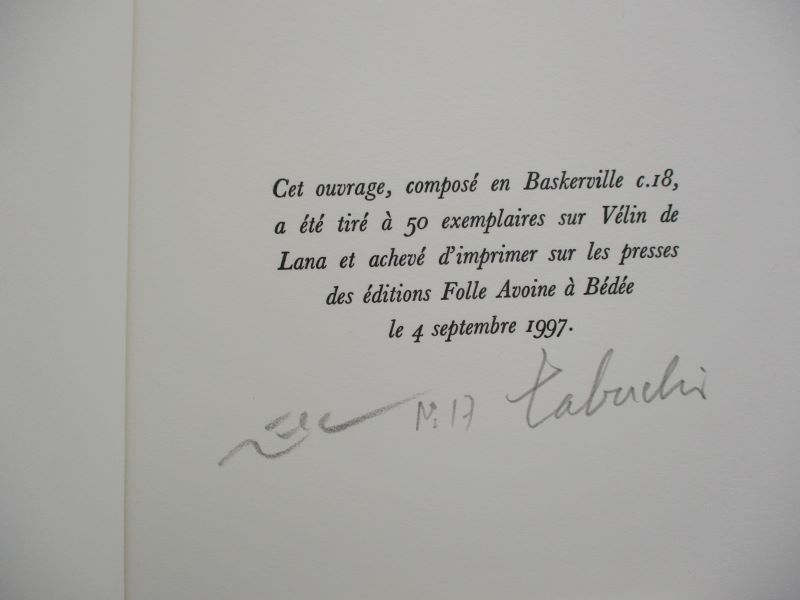 Cet ouvrage, composé en Baskerville c.18,
a été tiré à 50 exemplaires sur Vélin de
Lana et achevé d'imprimer sur les presses
des éditions Folle Avoine à Bédée
le 4 septembre 1997.
N: 17 Tabuchi